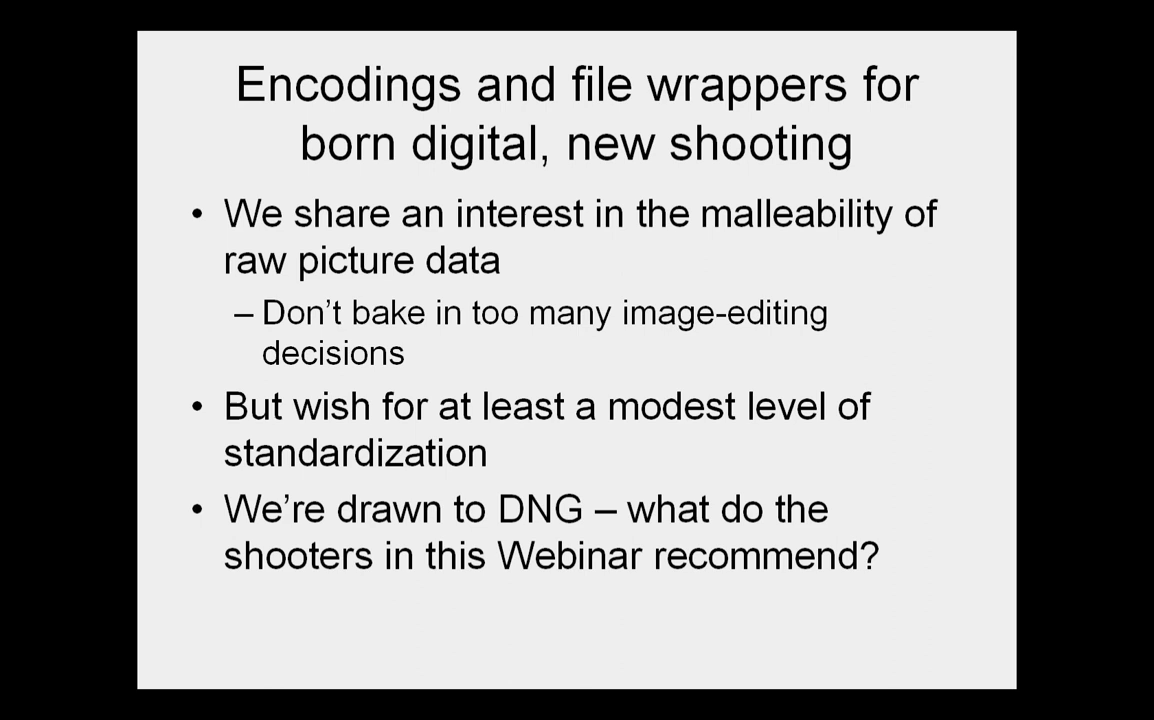 Encodings and file wrappers for
born digital, new shooting
• We share an interest in the malleability of
raw picture data
– Don’t bake in too many image-editing
decisions
• But wish for at least a modest level of
standardization
• We’re drawn to DNG – what do the
shooters in this Webinar recommend?